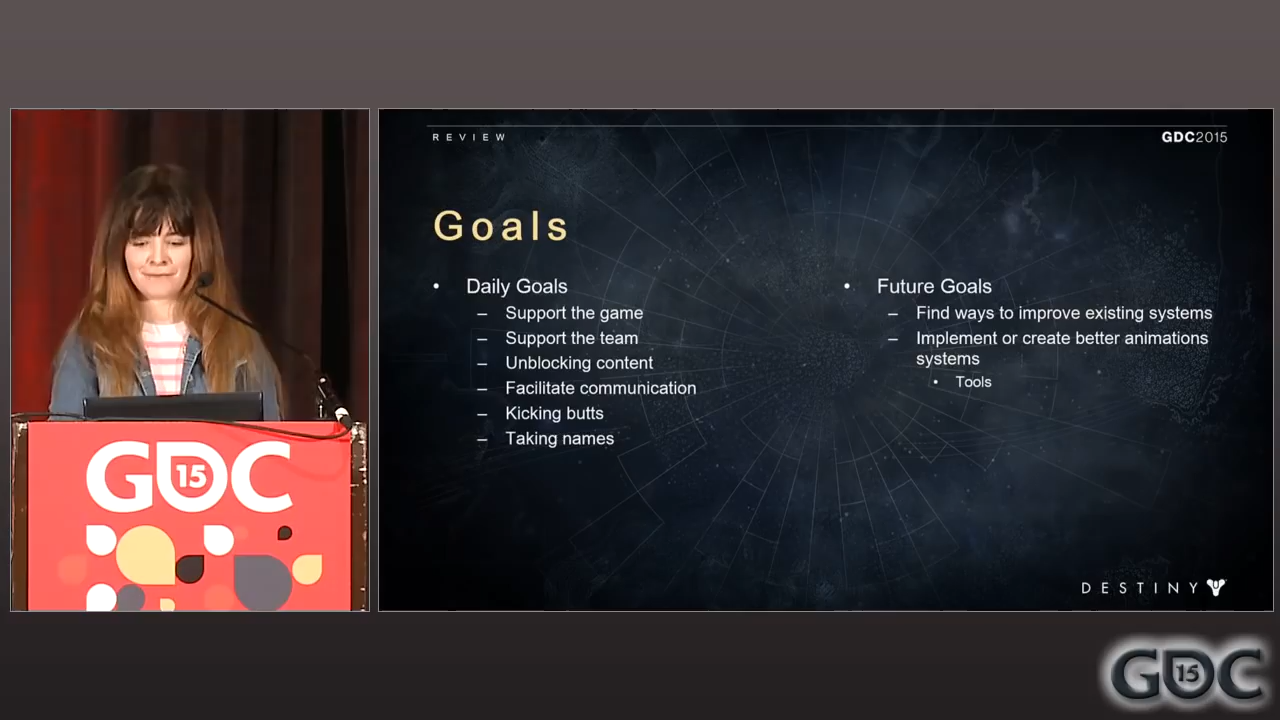 REVIEW
GDC2015
Goals
• Daily Goals
– Support the game
– Support the team
– Unblocking content
– Facilitate communication
– Kicking butts
– Taking names
• Future Goals
– Find ways to improve existing systems
– Implement or create better animations
systems
• Tools
DESTINY
GDC
15
GDC
15